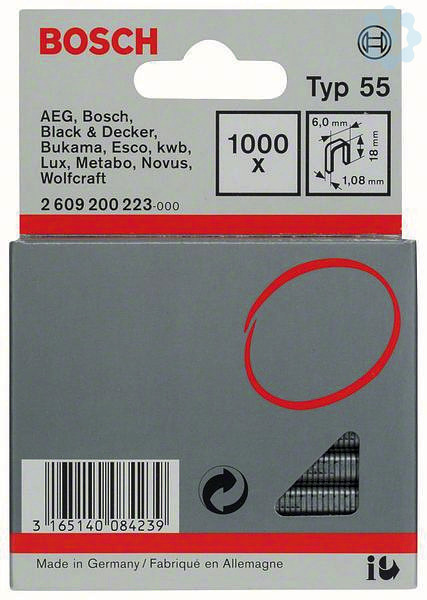 BOSCH
Typ 55
AEG, Bosch,
Black & Decker,
Bukama, Esco, kwb,
Lux, Metabo, Novus,
Wolfcraft
2 609 200 223-000
1000
x
6,0 mm
18 mm
1,08 mm
3 165140 084239
Made in Germany / Fabriqué en Allemagne